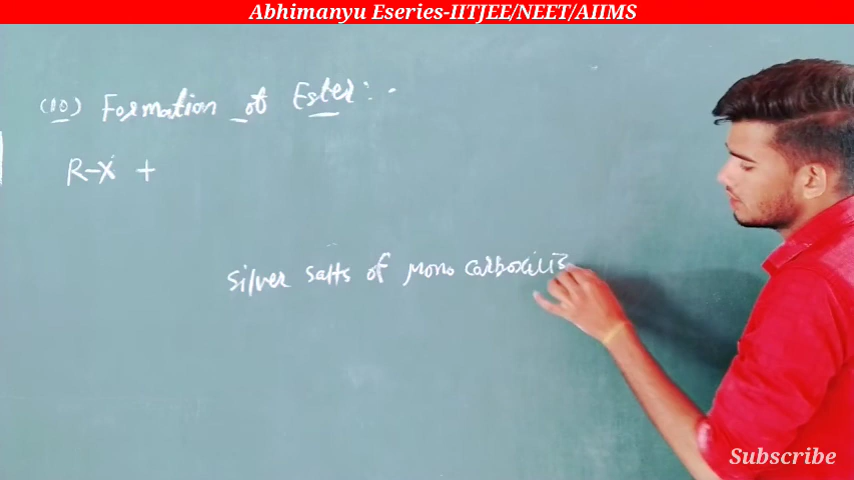 Abhimanyu Eseries-IITJEE/NEET/AIIMS
(10) Formation of Ester:-
R-X +
Silver salts of Mono carboxilic
Subscribe